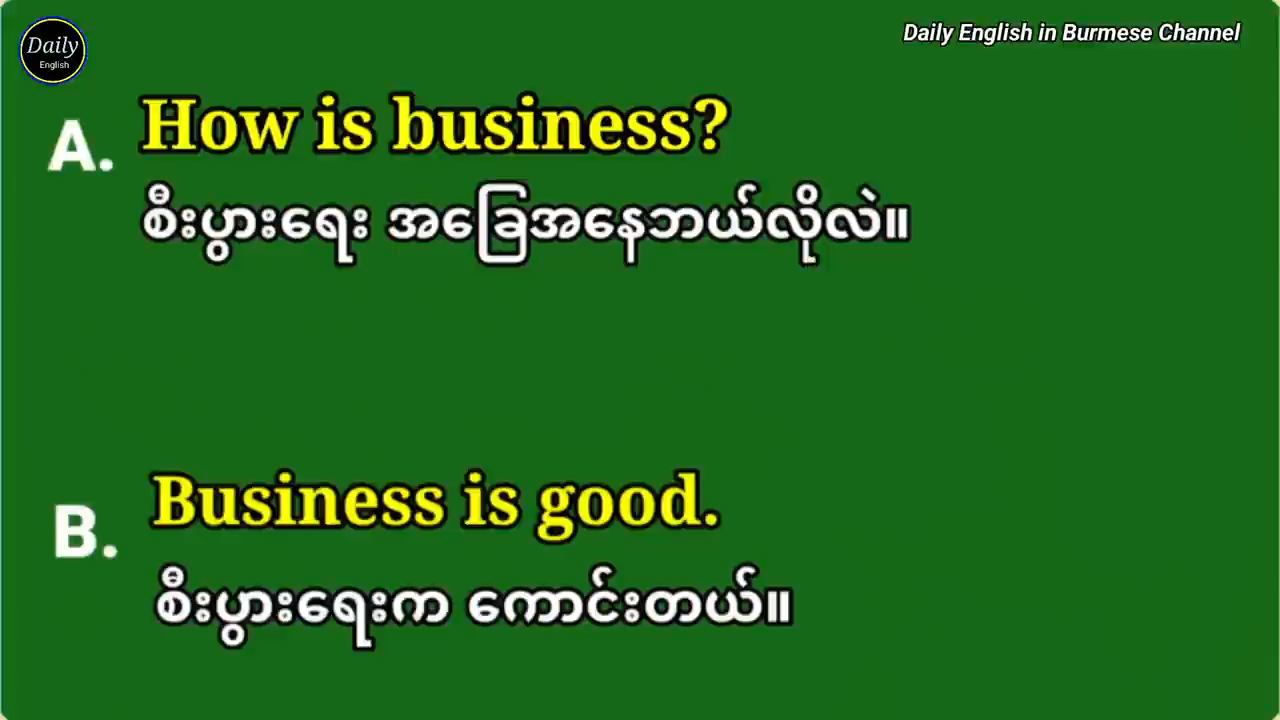 Daily
English
Daily English in Burmese Channel
A. How is business?
စီးပွားရေး အခြေအနေဘယ်လိုလဲ။
B. Business is good.
စီးပွားရေးက ကောင်းတယ်။